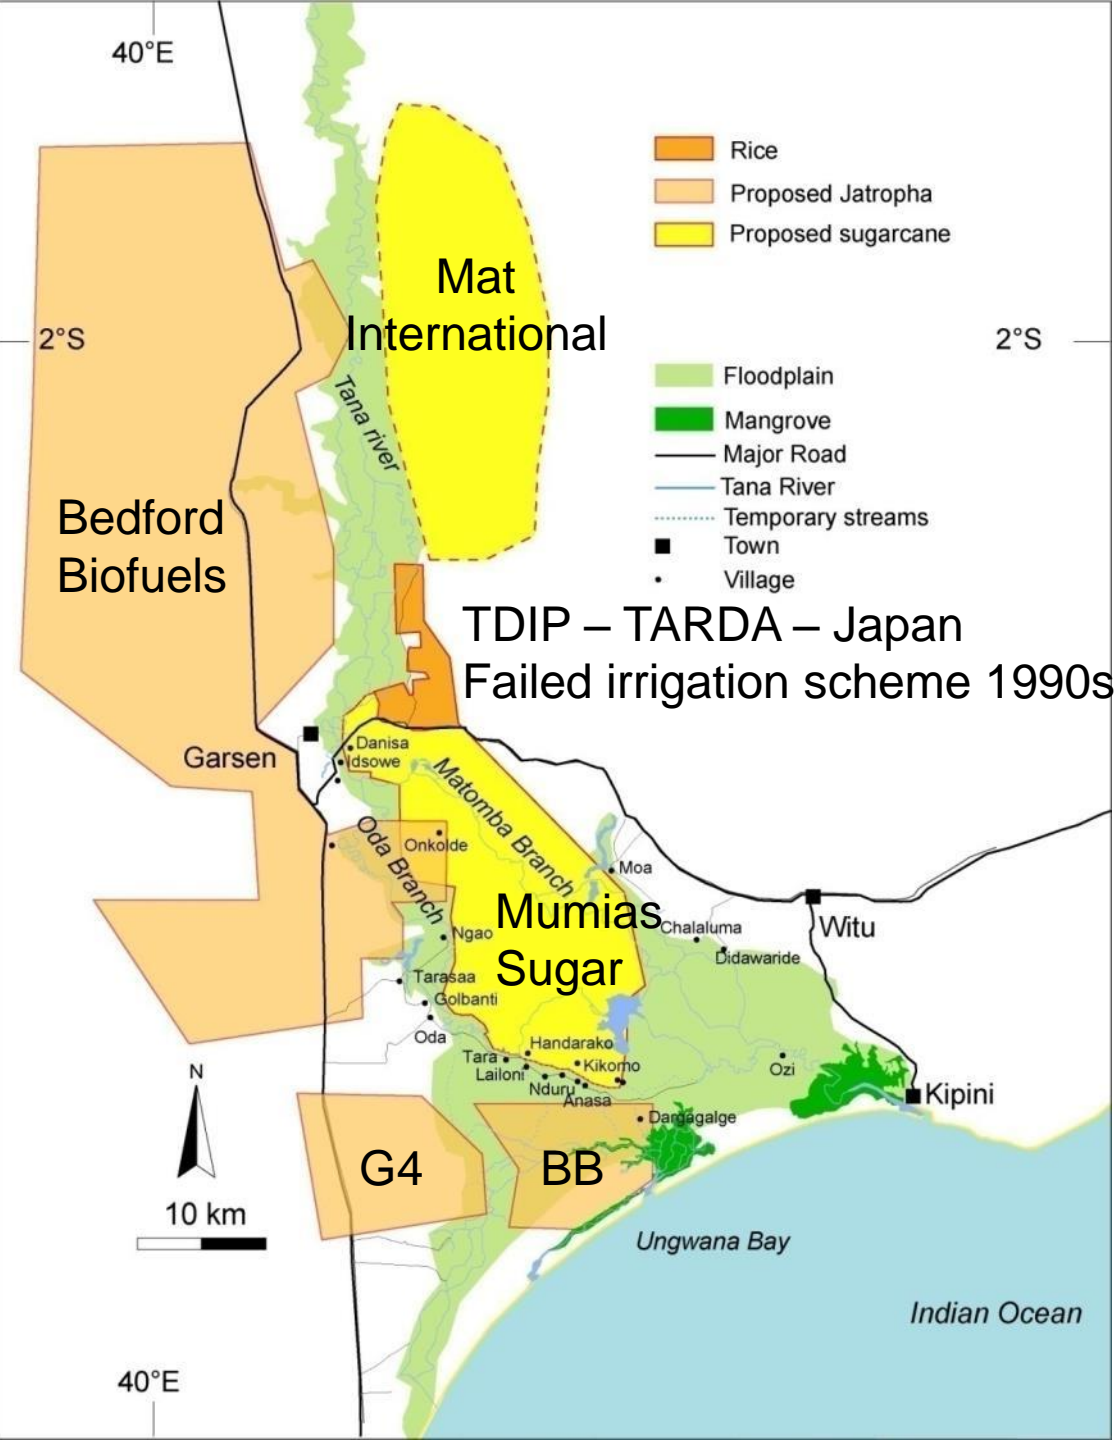 40°E
Rice
Proposed Jatropha
Proposed sugarcane
Mat
International
2°S
2°S
Floodplain
Mangrove
Major Road
Tana River
Temporary streams
Town
Village
Tana river
Bedford
Biofuels
TDIP – TARDA – Japan
Failed irrigation scheme 1990s
Garsen
Danisa
Idsowe
Matomba Branch
Oda Branch
Onkolde
Moa
Mumias
Sugar
Chalaluma
Witu
Didawaride
Ngao
Tarasaa
Golbanti
Oda
Handarako
Tara
Kikomo
Lailoni
Nduru
Anasa
Ozi
Kipini
Dargagalge
N
G4
BB
10 km
Ungwana Bay
Indian Ocean
40°E